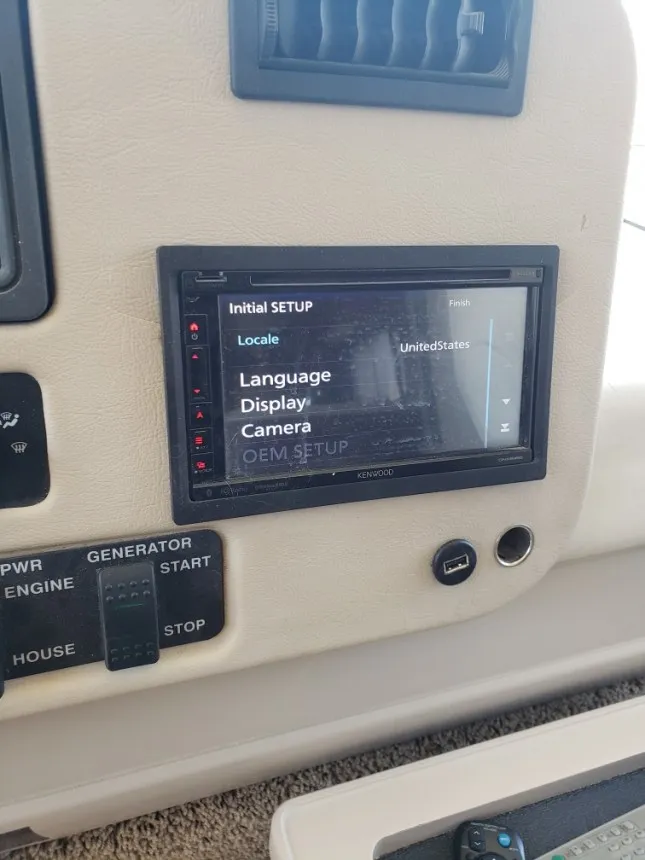 Initial SETUP
Finish
Locale
UnitedStates
Language
Display
Camera
OEM SETUP
KENWOOD
PWR
GENERATOR
ENGINE
START
HOUSE
STOP